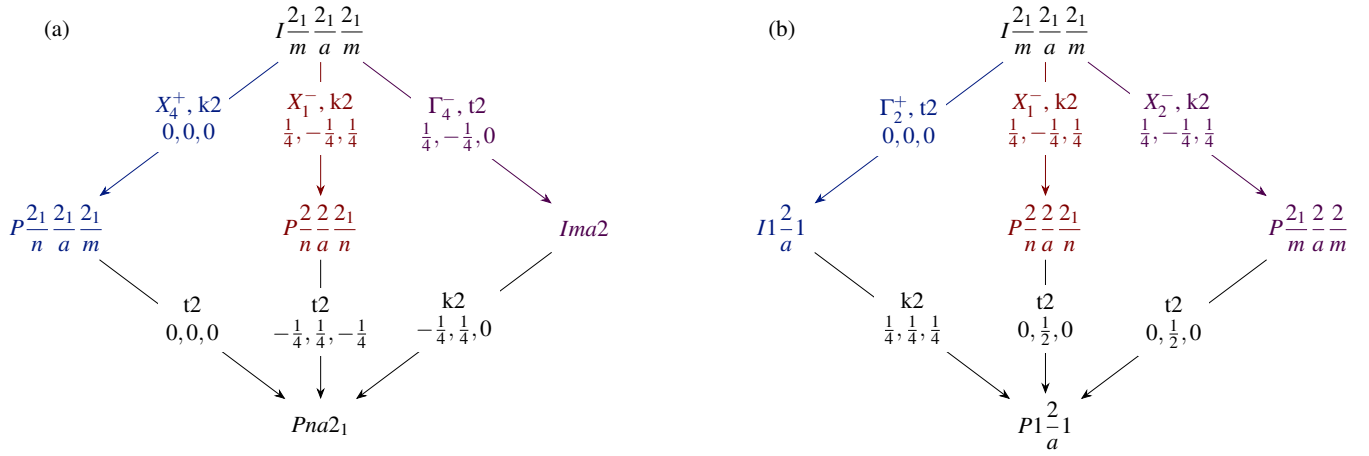 (a)
I 2₁/m 2₁/a 2₁/m
X₄⁺, k2
0, 0, 0
X₁⁻, k2
1/4, −1/4, 1/4
Γ₄⁻, t2
1/4, −1/4, 0
P 2₁/n 2₁/a 2₁/m
P 2/n 2/a 2₁/n
Ima2
t2
0, 0, 0
t2
−1/4, 1/4, −1/4
k2
−1/4, 1/4, 0
Pna2₁
(b)
I 2₁/m 2₁/a 2₁/m
Γ₂⁺, t2
0, 0, 0
X₁⁻, k2
1/4, −1/4, 1/4
X₂⁻, k2
1/4, −1/4, 1/4
I1 2/a 1
P 2/n 2/a 2₁/n
P 2₁/m 2/a 2/m
k2
1/4, 1/4, 1/4
t2
0, 1/2, 0
t2
0, 1/2, 0
P1 2/a 1